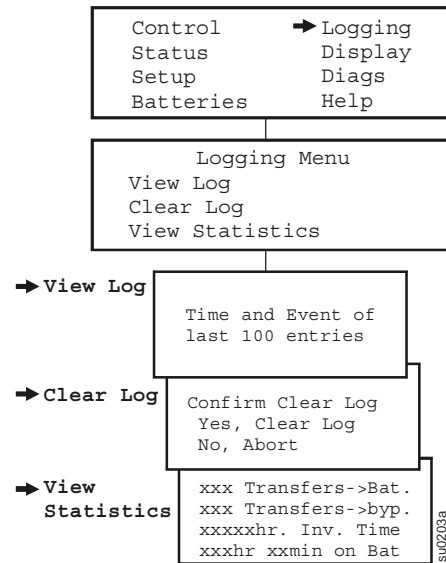 Control ➔ Logging
Status Display
Setup Diags
Batteries Help
Logging Menu
View Log
Clear Log
View Statistics
➔ View Log
Time and Event of
last 100 entries
➔ Clear Log
Confirm Clear Log
Yes, Clear Log
No, Abort
➔ View
Statistics
xxx Transfers->Bat.
xxx Transfers->byp.
xxxxxhr. Inv. Time
xxxhr xxmin on Bat
su0203a